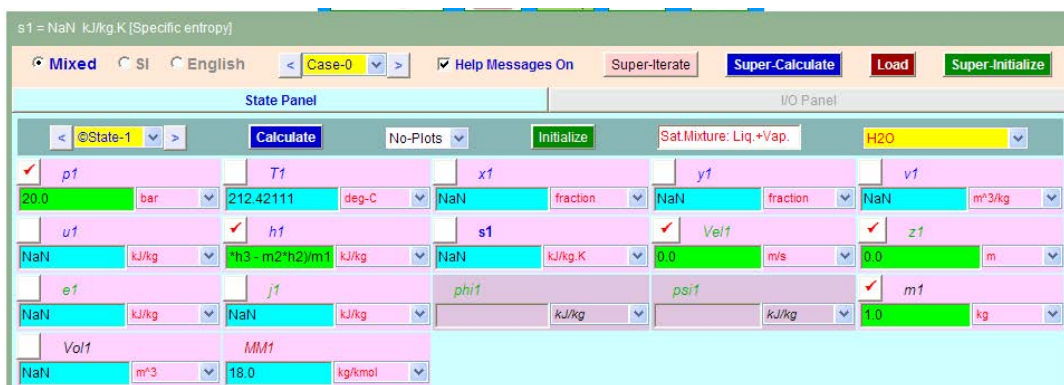 s1 = NaN kJ/kg.K [Specific entropy]
Mixed SI English < Case-0 > Help Messages On Super-Iterate Super-Calculate Load Super-Initialize
State Panel I/O Panel
< ©State-1 > Calculate No-Plots Initialize Sat.Mixture: Liq.+Vap. H2O
p1 T1 x1 y1 v1
20.0 bar 212.42111 deg-C NaN fraction NaN fraction NaN m^3/kg
u1 h1 s1 Vel1 z1
NaN kJ/kg *h3 - m2*h2)/m1 kJ/kg NaN kJ/kg.K 0.0 m/s 0.0 m
e1 j1 phi1 psi1 m1
NaN kJ/kg NaN kJ/kg kJ/kg kJ/kg 1.0 kg
Vol1 MM1
NaN m^3 18.0 kg/kmol